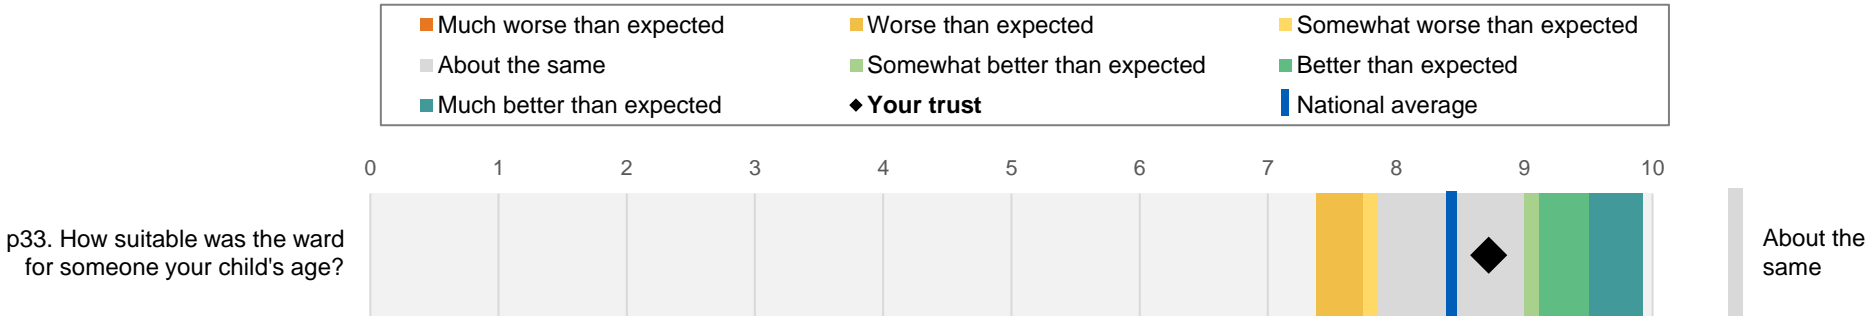 Much worse than expected Worse than expected Somewhat worse than expected
About the same Somewhat better than expected Better than expected
Much better than expected Your trust National average
0 1 2 3 4 5 6 7 8 9 10
p33. How suitable was the ward
for someone your child's age?
About the
same